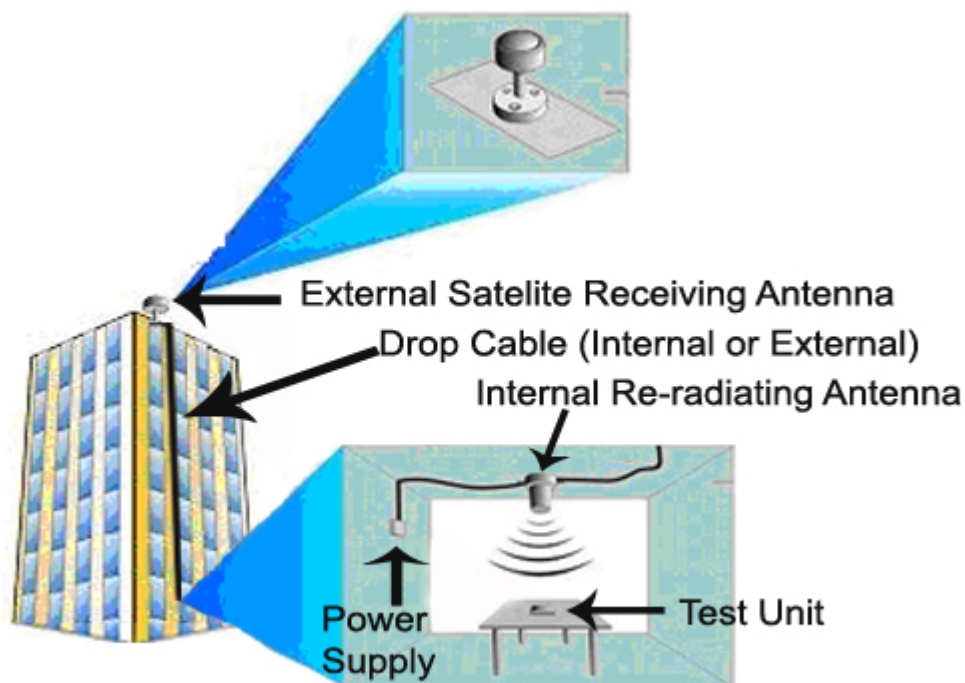 External Satelite Receiving Antenna
Drop Cable (Internal or External)
Internal Re-radiating Antenna
Power
Supply
Test Unit